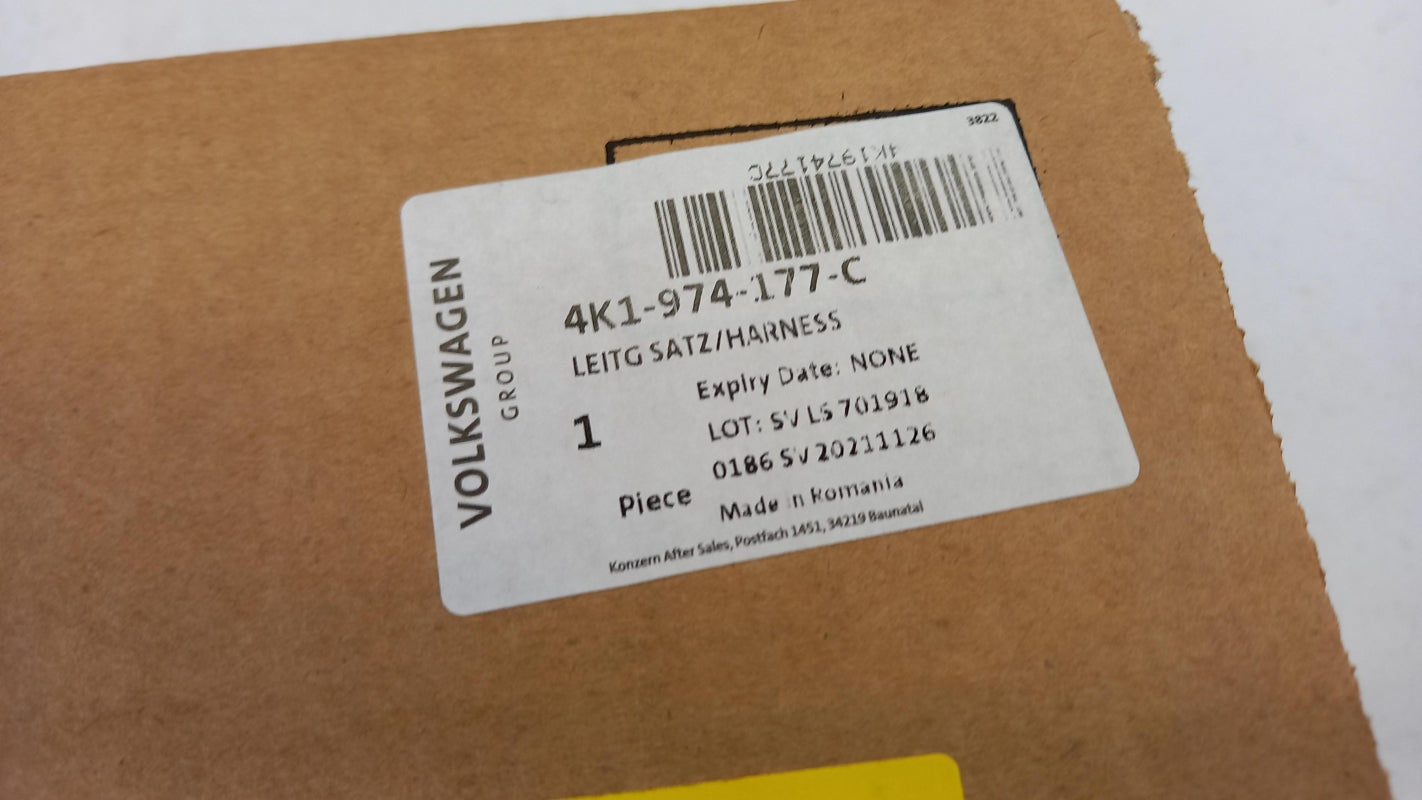 3822
4K1974177C
4K1-974-177-C
LEITG SATZ/HARNESS
Expiry Date: NONE
LOT: SV LS 701918
0186 SV 20211126
1
Piece
Made in Romania
Konzern After Sales, Postfach 1451, 34219 Baunatal
VOLKSWAGEN
GROUP